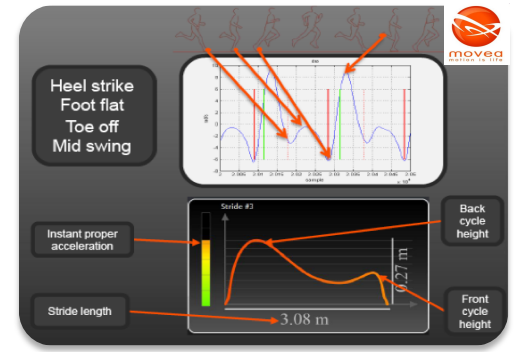 movea
motion is life
Heel strike
Foot flat
Toe off
Mid swing
sample
Stride #3
Back
cycle
height
Instant proper
acceleration
0.27 m
Stride length
3.08 m
Front
cycle
height